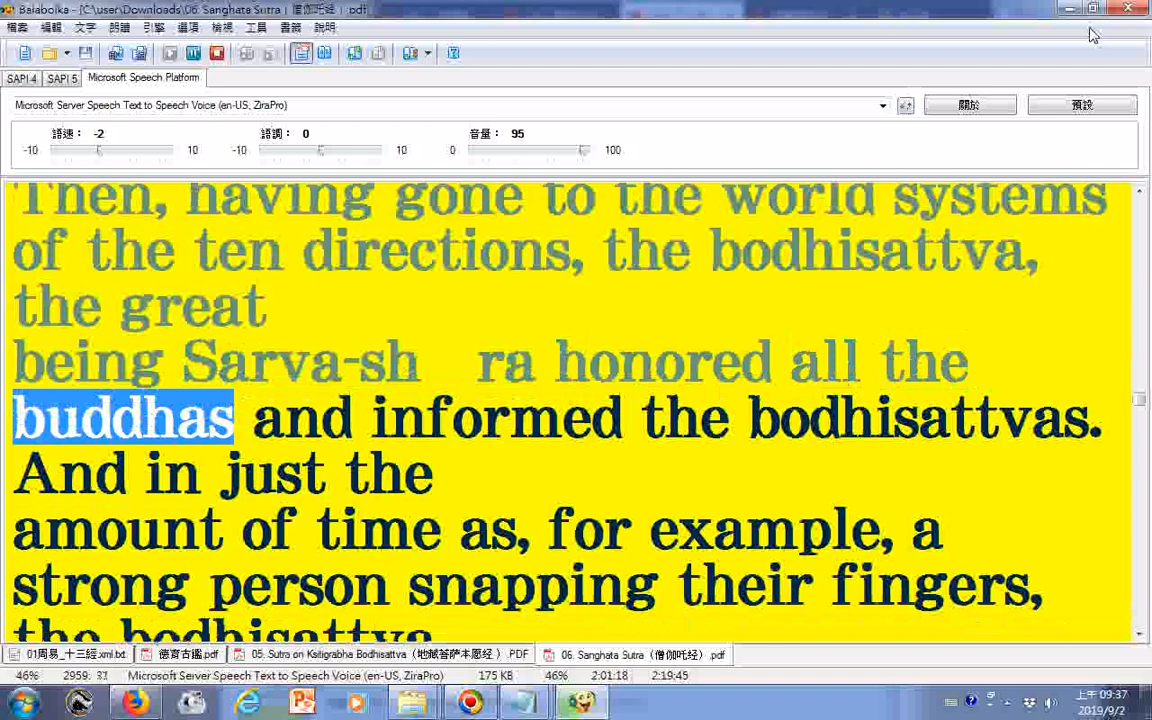 Balabolka - [C:\user\Downloads\06. Sanghata Sutra (僧伽吒经) .pdf]
檔案 編輯 文字 朗讀 引擎 選項 檢視 工具 書籤 說明
SAPI 4 SAPI 5 Microsoft Speech Platform
Microsoft Server Speech Text to Speech Voice (en-US, ZiraPro) 關於 預設
語速： -2 語調： 0 音量： 95
-10 10 -10 10 0 100
Then, having gone to the world systems
of the ten directions, the bodhisattva,
the great
being Sarva-sh ra honored all the
buddhas and informed the bodhisattvas.
And in just the
amount of time as, for example, a
strong person snapping their fingers,
the bodhisattva
01周易_十三經.xml.txt 德育古鑑.pdf 05. Sutra on Ksitigrabha Bodhisattva（地藏菩萨本愿经 ）.PDF 06. Sanghata Sutra（僧伽吒经） .pdf
46% 2959: 31 Microsoft Server Speech Text to Speech Voice (en-US, ZiraPro) 175 KB 46% 2:01:18 2:19:45
上午 09:37
2019/9/2